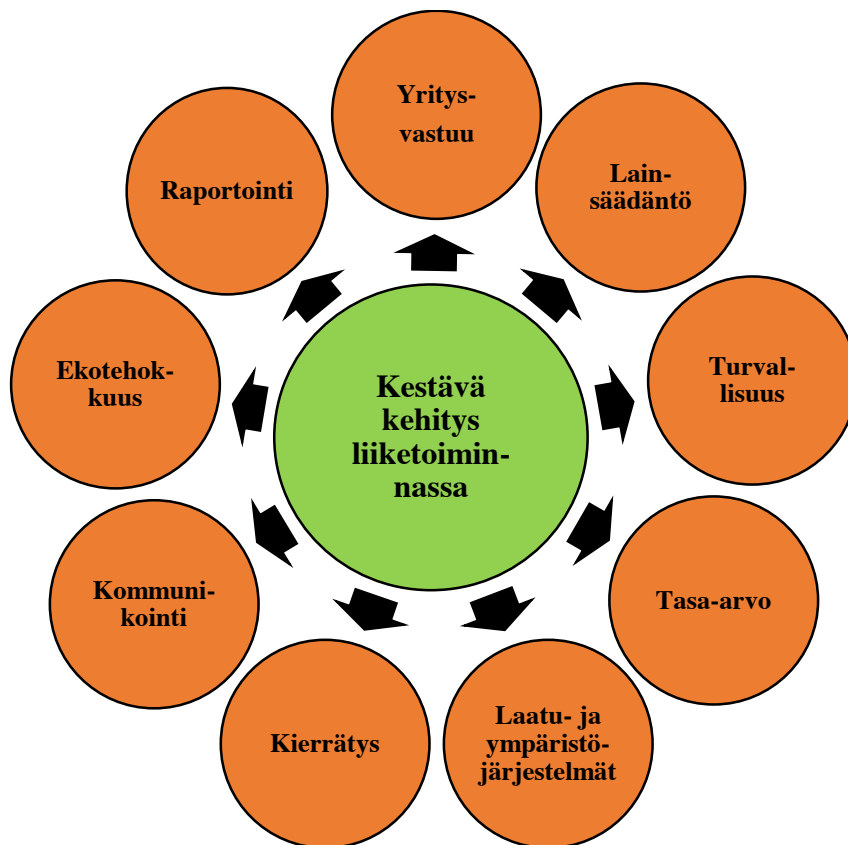 Yritys-
vastuu
Lain-
säädäntö
Turval-
lisuus
Tasa-arvo
Laatu- ja
ympäristö-
järjestelmät
Kierrätys
Kommuni-
kointi
Ekotehok-
kuus
Raportointi
Kestävä
kehitys
liiketoimin-
nassa